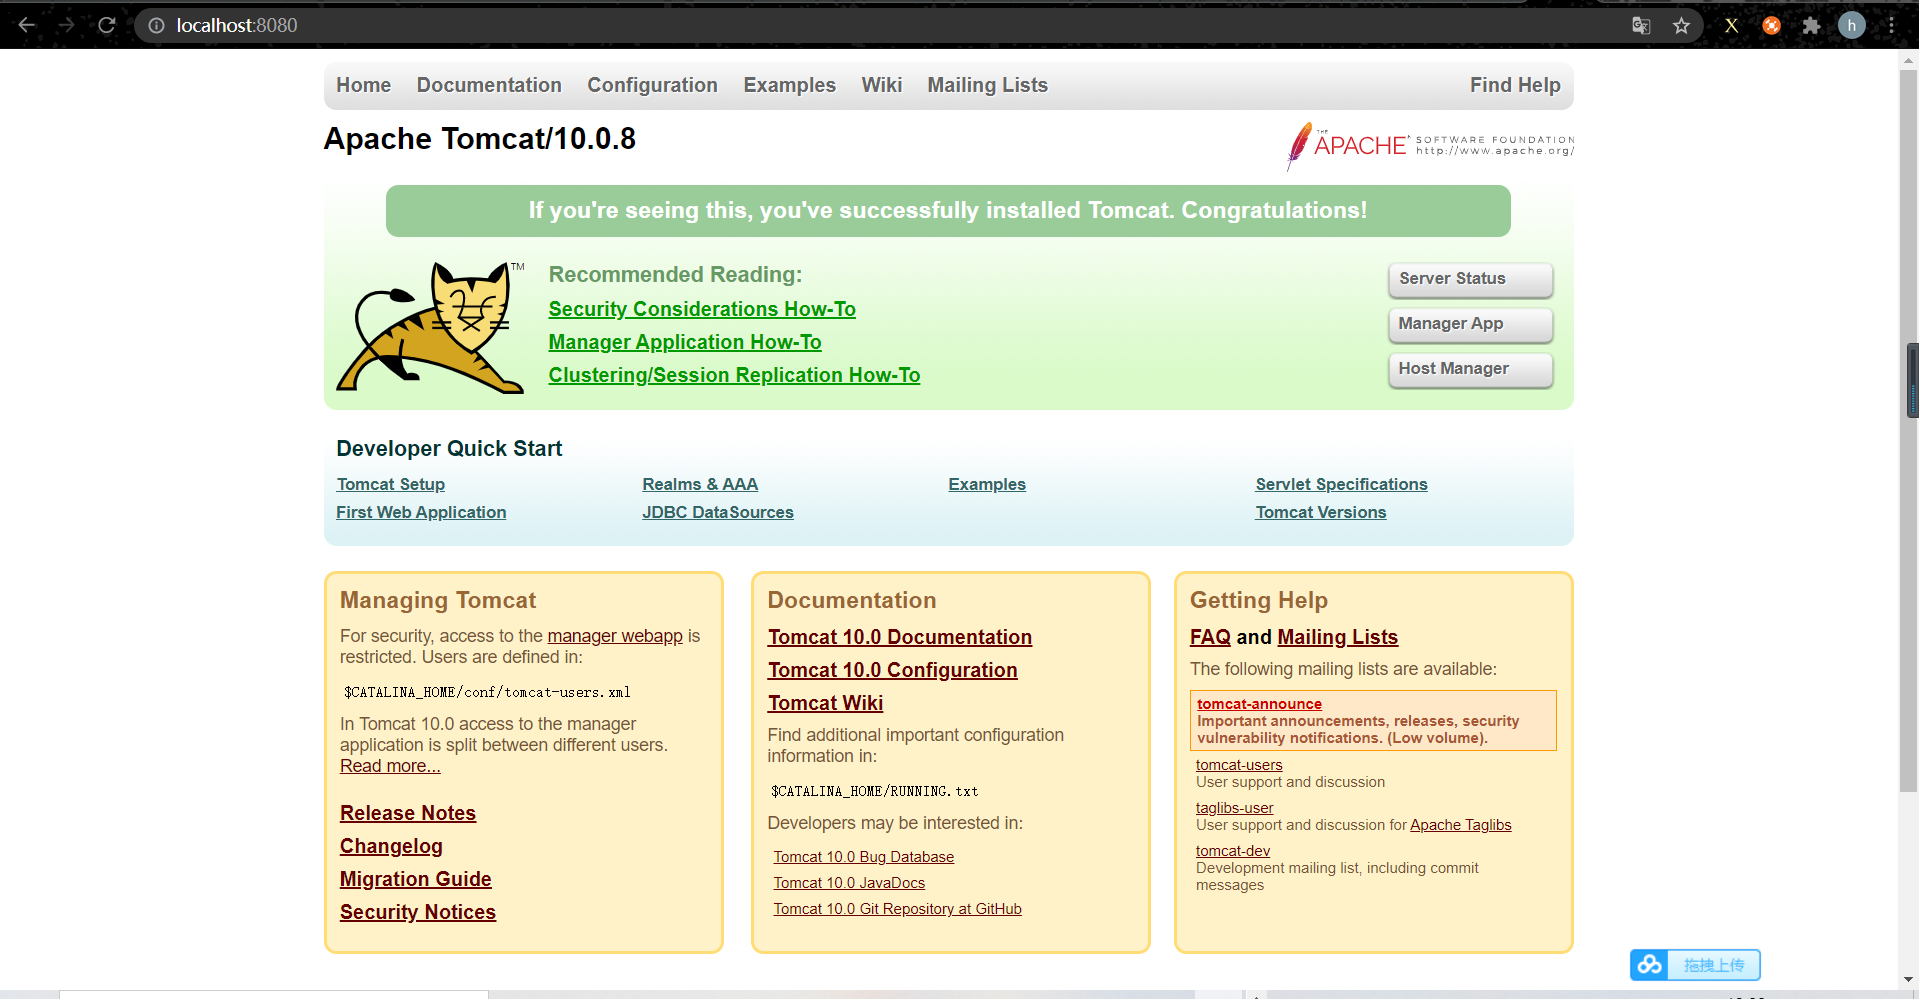 localhost:8080
h
Home Documentation Configuration Examples Wiki Mailing Lists Find Help
Apache Tomcat/10.0.8
THE
APACHE SOFTWARE FOUNDATION
http://www.apache.org/
If you're seeing this, you've successfully installed Tomcat. Congratulations!
TM
Recommended Reading:
Security Considerations How-To
Manager Application How-To
Clustering/Session Replication How-To
Server Status
Manager App
Host Manager
Developer Quick Start
Tomcat Setup
First Web Application
Realms & AAA
JDBC DataSources
Examples
Servlet Specifications
Tomcat Versions
Managing Tomcat
For security, access to the manager webapp is
restricted. Users are defined in:
$CATALINA_HOME/conf/tomcat-users.xml
In Tomcat 10.0 access to the manager
application is split between different users.
Read more...
Release Notes
Changelog
Migration Guide
Security Notices
Documentation
Tomcat 10.0 Documentation
Tomcat 10.0 Configuration
Tomcat Wiki
Find additional important configuration
information in:
$CATALINA_HOME/RUNNING.txt
Developers may be interested in:
Tomcat 10.0 Bug Database
Tomcat 10.0 JavaDocs
Tomcat 10.0 Git Repository at GitHub
Getting Help
FAQ and Mailing Lists
The following mailing lists are available:
tomcat-announce
Important announcements, releases, security
vulnerability notifications. (Low volume).
tomcat-users
User support and discussion
taglibs-user
User support and discussion for Apache Taglibs
tomcat-dev
Development mailing list, including commit
messages
拖拽上传